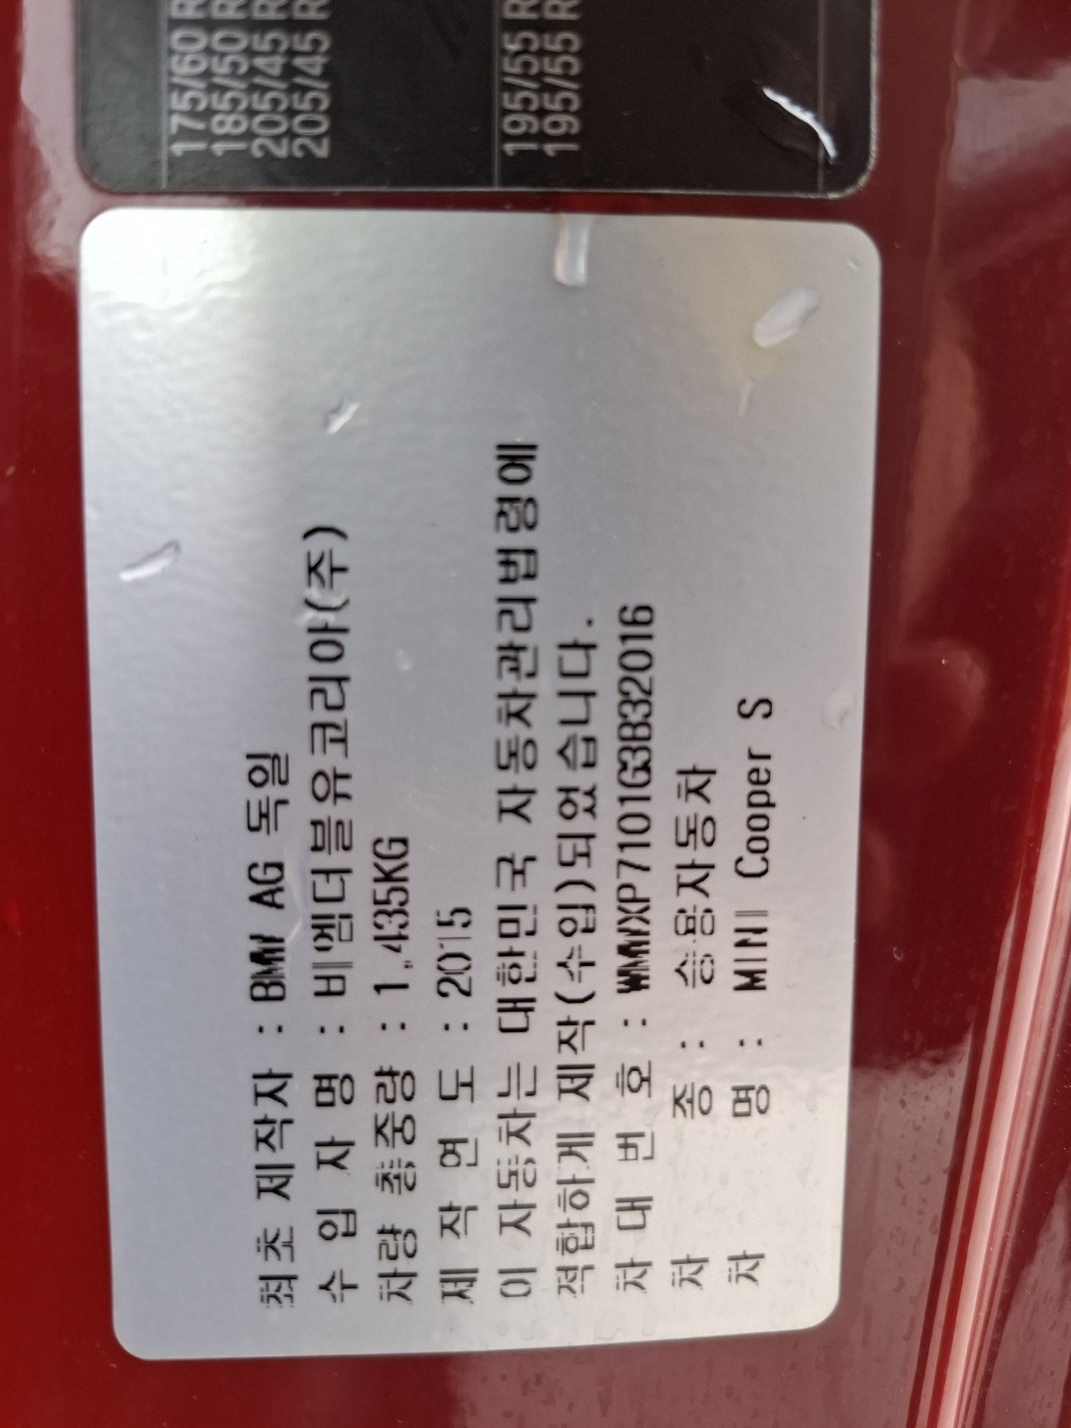 175/60 R
185/50 R
205/45 R
205/45 R
195/55 R
195/55 R
최초 제작자 : BMW AG 독일
수 입 자 명 : 비엠더블유코리아(주)
차량 총중량 : 1,435KG
제 작 연 도 : 2015
이 자동차는 대한민국 자동차관리법령에
적합하게 제작(수입)되었습니다.
차 대 번 호 : WMWXP7101G3B32016
차 종 : 승용자동차
차 명 : MINI Cooper S